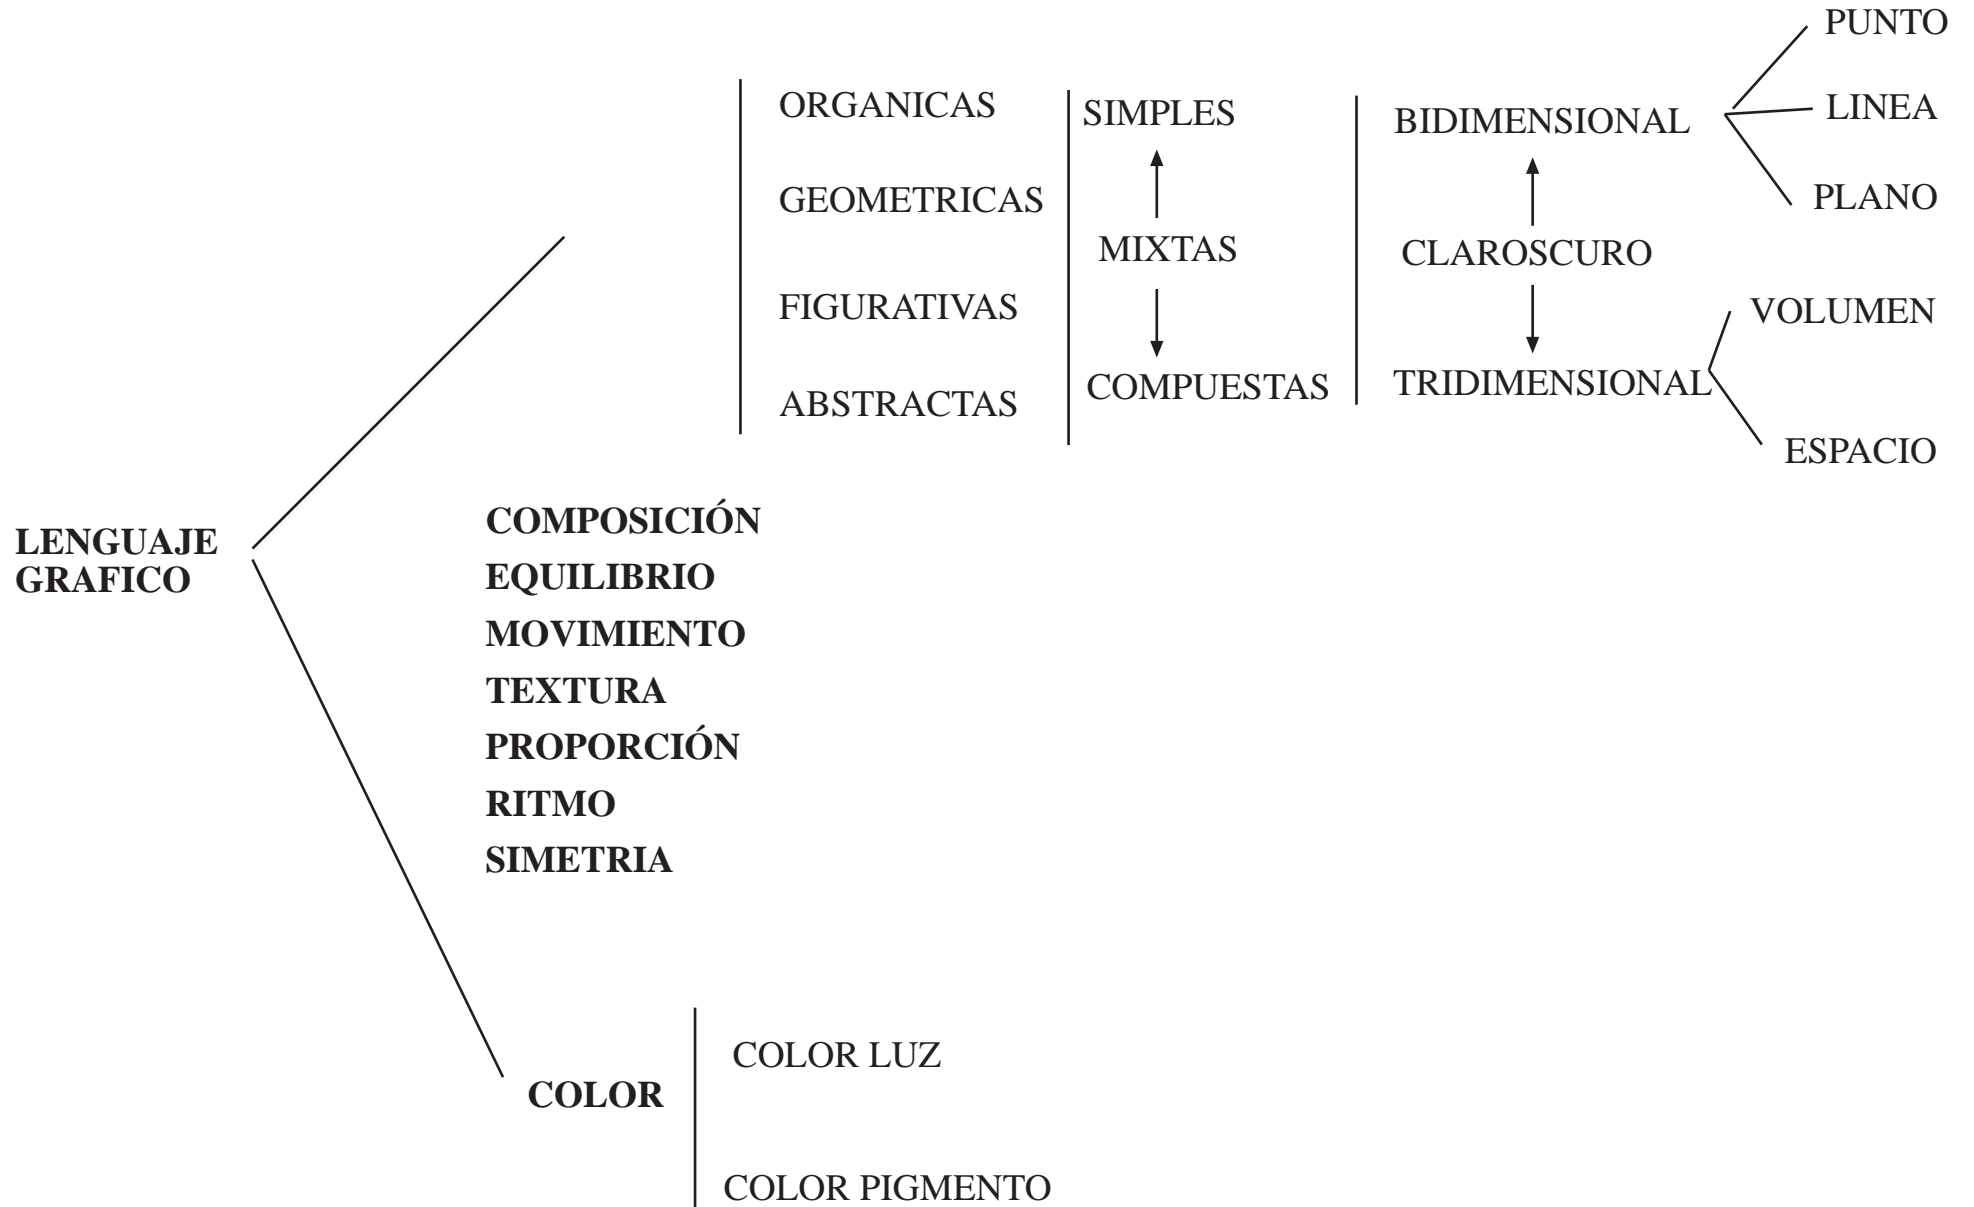 PUNTO
LINEA
PLANO
ORGANICAS
GEOMETRICAS
FIGURATIVAS
ABSTRACTAS
SIMPLES
MIXTAS
COMPUESTAS
BIDIMENSIONAL
CLAROSCURO
TRIDIMENSIONAL
VOLUMEN
ESPACIO
LENGUAJE
GRAFICO
COMPOSICIÓN
EQUILIBRIO
MOVIMIENTO
TEXTURA
PROPORCIÓN
RITMO
SIMETRIA
COLOR
COLOR LUZ
COLOR PIGMENTO